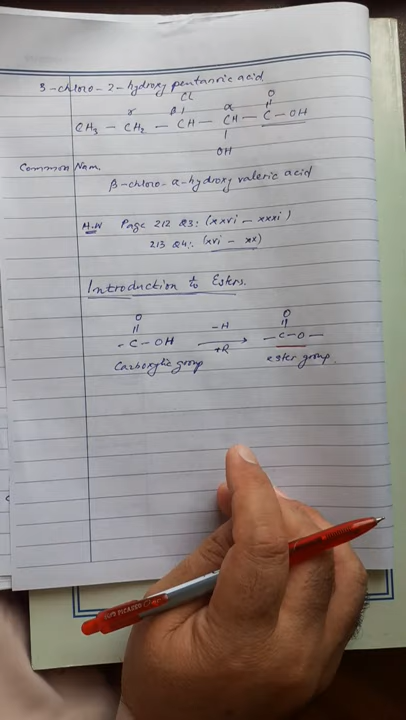 3-chloro-2-hydroxy pentanoic acid
Cl O
γ β | α ||
CH₃ — CH₂ — CH — CH — C — OH
|
OH
Common Nam.
β-chloro-α-hydroxy valeric acid
H.W Page 212 Q3: (xxvi - xxxi)
213 Q4: (xvi - xx)
Introduction to Esters.
O O
|| ||
- C - OH -H — C - O —
+R
Carboxylic group ester group.